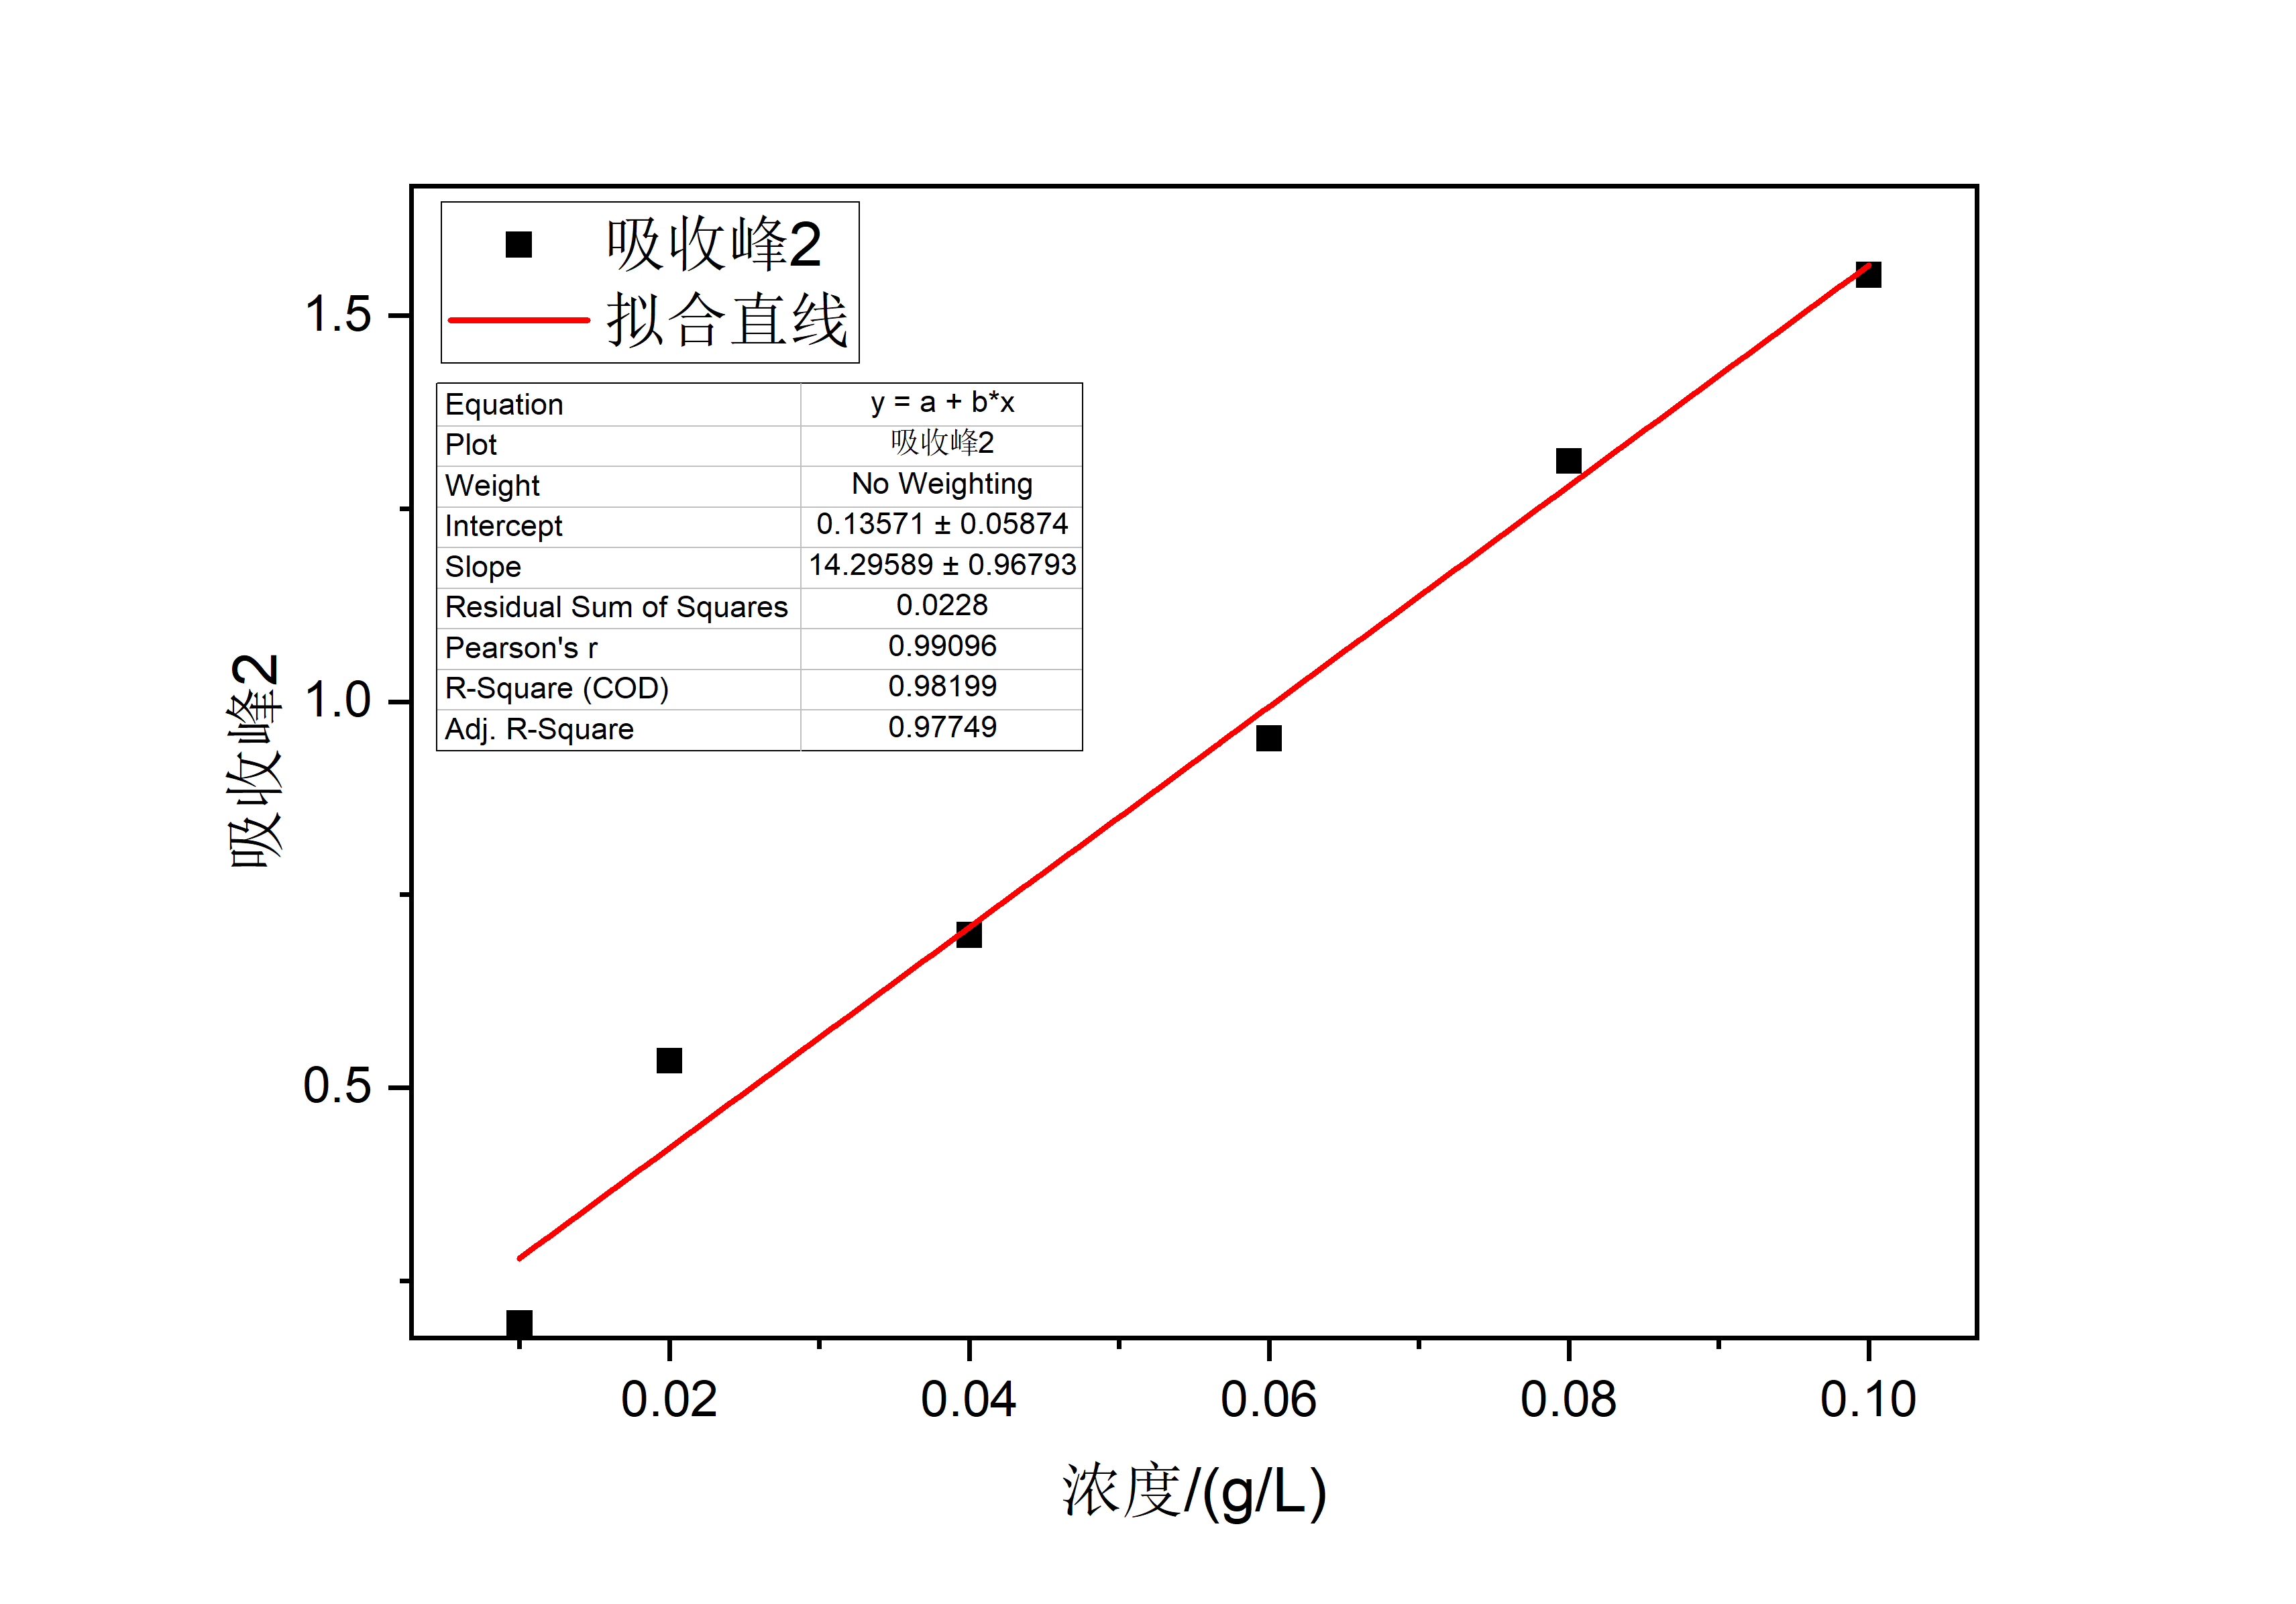 吸收峰2
拟合直线
Equation y = a + b*x
Plot 吸收峰2
Weight No Weighting
Intercept 0.13571 ± 0.05874
Slope 14.29589 ± 0.96793
Residual Sum of Squares 0.0228
Pearson's r 0.99096
R-Square (COD) 0.98199
Adj. R-Square 0.97749
1.5
1.0
0.5
吸收峰2
0.02 0.04 0.06 0.08 0.10
浓度/(g/L)